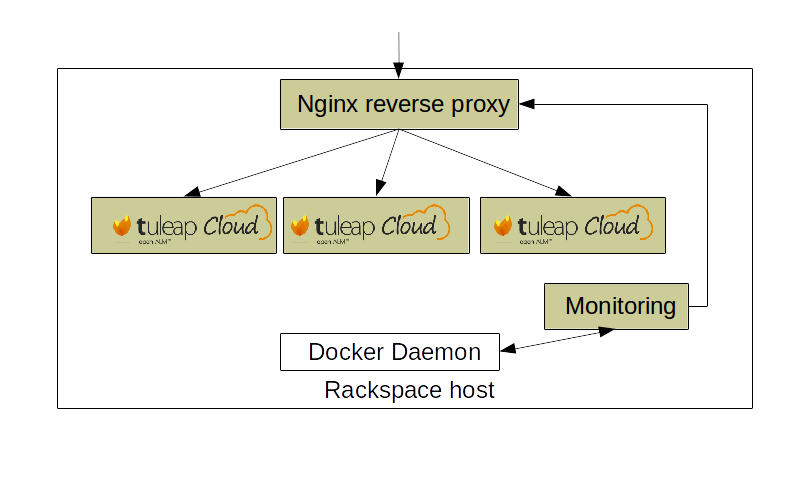 Nginx reverse proxy
tuleap Cloud
open ALM™
tuleap Cloud
open ALM™
tuleap Cloud
open ALM™
Monitoring
Docker Daemon
Rackspace host